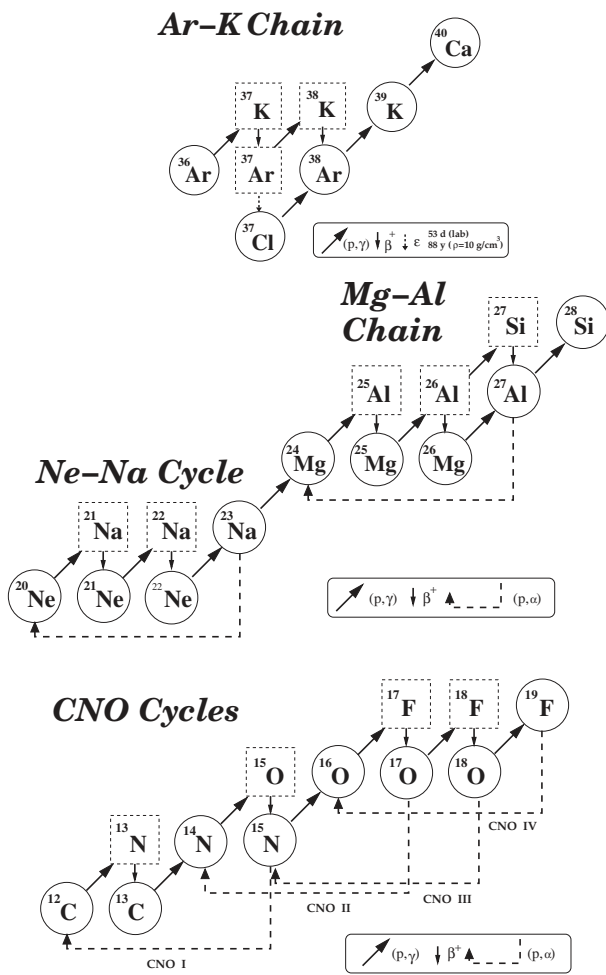 Ar–K Chain
40Ca
37K 38K 39K
36Ar 37Ar 38Ar
37Cl
(p,γ) β+ ε 53 d (lab)
88 y (ρ=10 g/cm3)
Mg–Al
Chain
27Si 28Si
25Al 26Al 27Al
24Mg 25Mg 26Mg
Ne–Na Cycle
21Na 22Na 23Na
20Ne 21Ne 22Ne
(p,γ) β+ (p,α)
CNO Cycles
17F 18F 19F
15O 16O 17O 18O
13N 14N 15N
CNO IV
12C 13C
CNO II CNO III
CNO I
(p,γ) β+ (p,α)